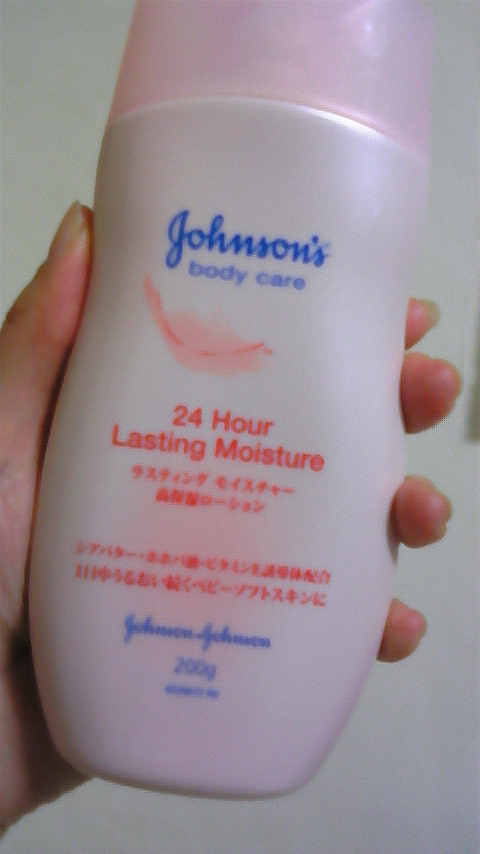 Johnson's
body care
24 Hour
Lasting Moisture
ラスティング モイスチャー
高保湿ローション
シアバター・ホホバ油・ビタミンE誘導体配合
1日中うるおい続くベビーソフトスキンに
Johnson & Johnson
200g